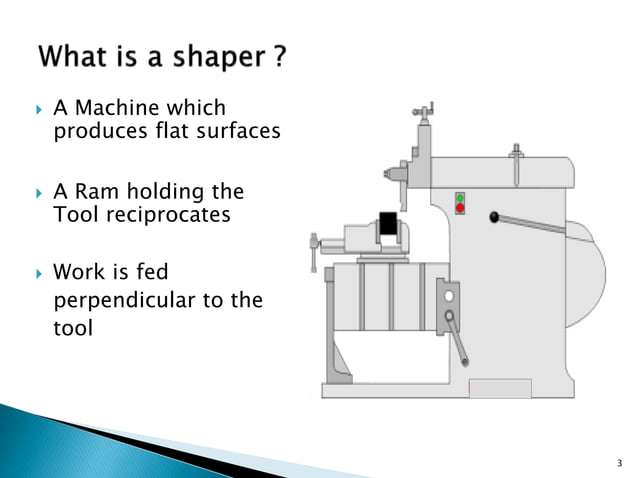 What is a shaper ?
A Machine which
produces flat surfaces
A Ram holding the
Tool reciprocates
Work is fed
perpendicular to the
tool
3